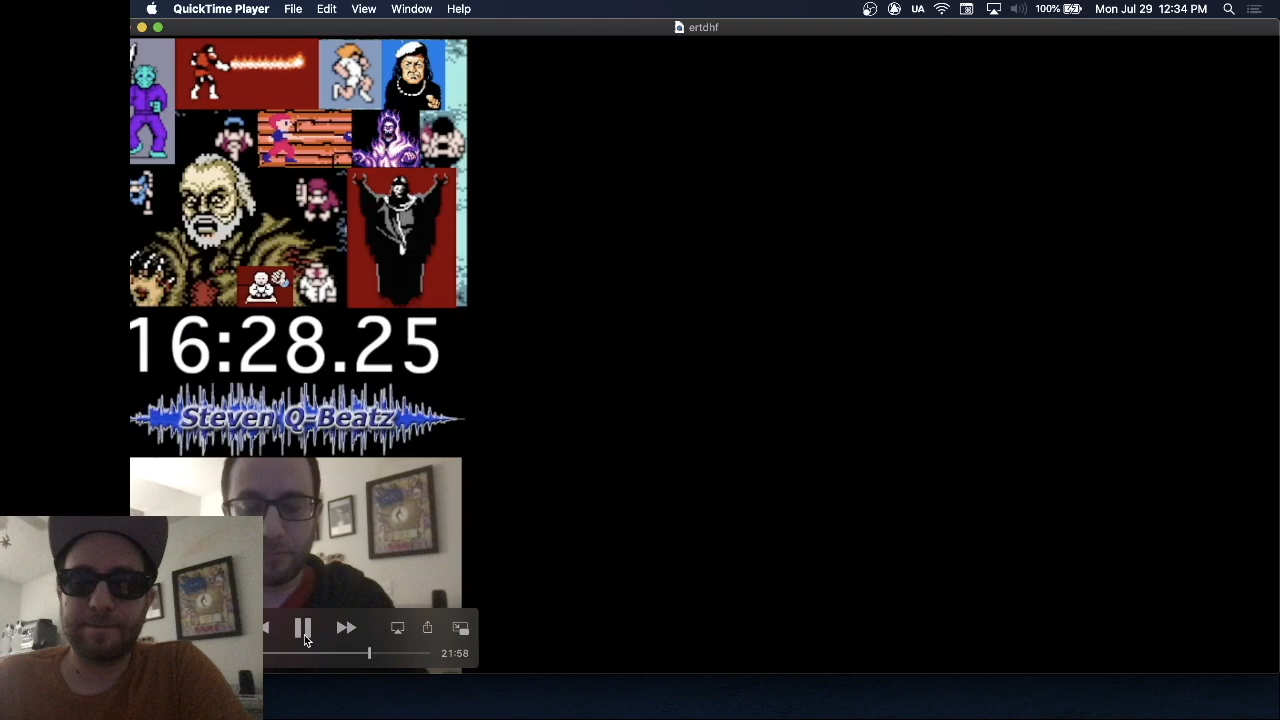 QuickTime Player File Edit View Window Help UA 100% Mon Jul 29 12:34 PM
ertdhf
16:28.25
Steven Q-Beatz
21:58